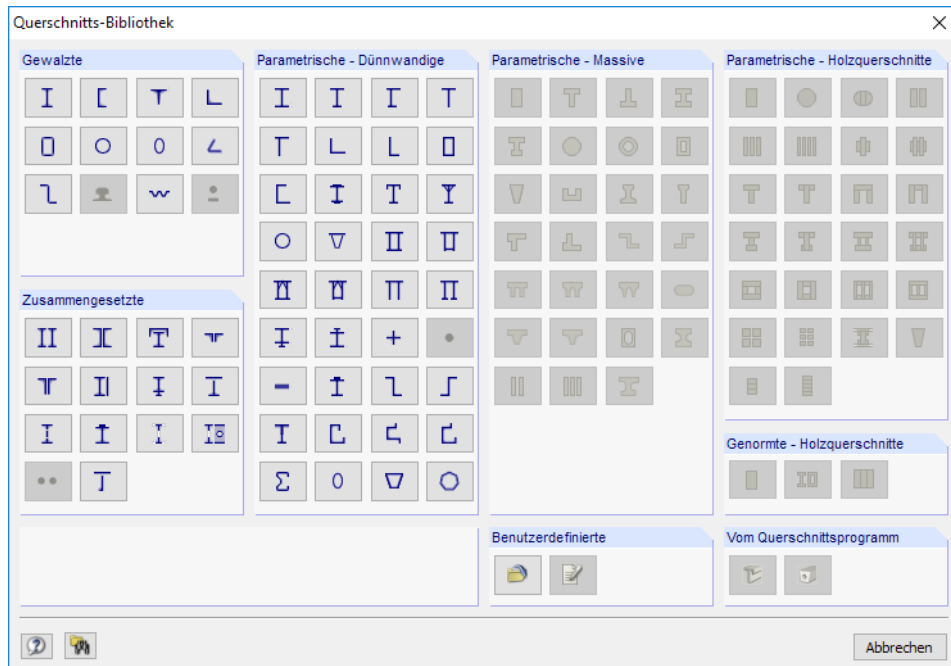 Querschnitts-Bibliothek
Gewalzte
Parametrische - Dünnwandige
Parametrische - Massive
Parametrische - Holzquerschnitte
Zusammengesetzte
Genormte - Holzquerschnitte
Benutzerdefinierte
Vom Querschnittsprogramm
Abbrechen